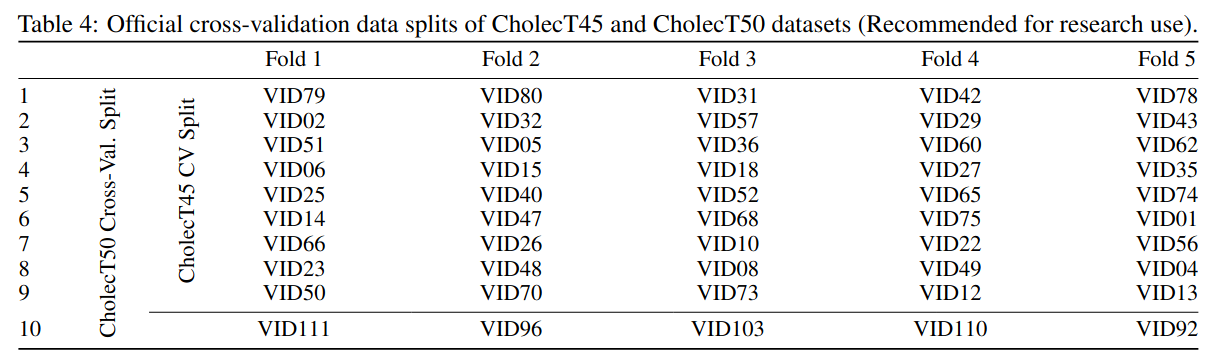 Table 4: Official cross-validation data splits of CholecT45 and CholecT50 datasets (Recommended for research use).
Fold 1 Fold 2 Fold 3 Fold 4 Fold 5
CholecT50 Cross-Val. Split
CholecT45 CV Split
1 VID79 VID80 VID31 VID42 VID78
2 VID02 VID32 VID57 VID29 VID43
3 VID51 VID05 VID36 VID60 VID62
4 VID06 VID15 VID18 VID27 VID35
5 VID25 VID40 VID52 VID65 VID74
6 VID14 VID47 VID68 VID75 VID01
7 VID66 VID26 VID10 VID22 VID56
8 VID23 VID48 VID08 VID49 VID04
9 VID50 VID70 VID73 VID12 VID13
10 VID111 VID96 VID103 VID110 VID92